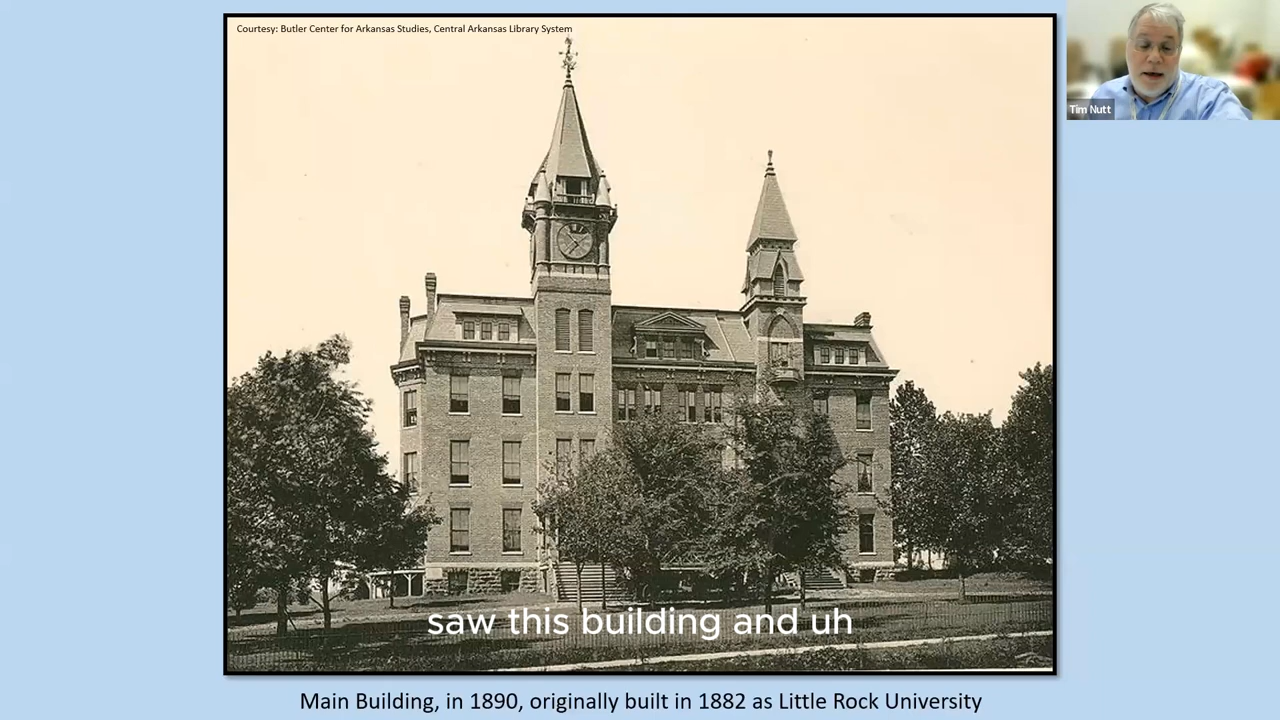 Courtesy: Butler Center for Arkansas Studies, Central Arkansas Library System
Tim Nutt
saw this building and uh
Main Building, in 1890, originally built in 1882 as Little Rock University